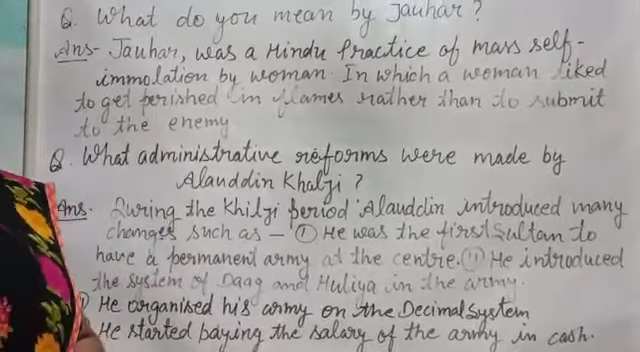 Q. What do you mean by Jauhar?
Ans- Jauhar, was a Hindu Practice of mass self-
immolation by woman. In which a woman liked
to get perished in flames rather than to submit
to the enemy
Q. What administrative reforms were made by
Alauddin Khalji?
Ans. During the Khilji period Alauddin introduced many
changes such as - ① He was the first Sultan to
have a permanent army at the centre. ⑪ He introduced
the system of Daag and Huliya in the army.
He organised his army on the Decimal System
He started paying the salary of the army in cash.